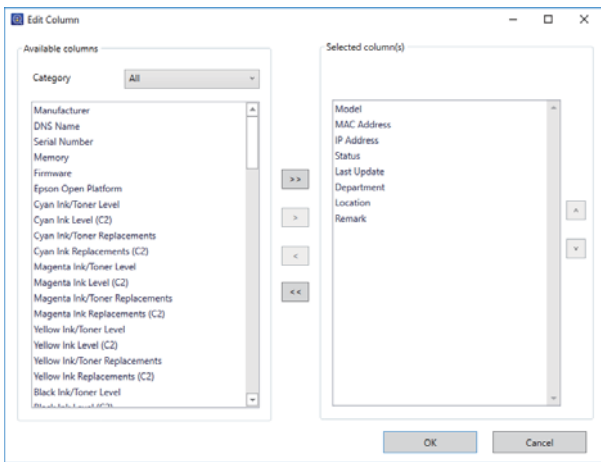 Edit Column
Available columns
Category
All
Manufacturer
DNS Name
Serial Number
Memory
Firmware
Epson Open Platform
Cyan Ink/Toner Level
Cyan Ink Level (C2)
Cyan Ink/Toner Replacements
Cyan Ink Replacements (C2)
Magenta Ink/Toner Level
Magenta Ink Level (C2)
Magenta Ink/Toner Replacements
Magenta Ink Replacements (C2)
Yellow Ink/Toner Level
Yellow Ink Level (C2)
Yellow Ink/Toner Replacements
Yellow Ink Replacements (C2)
Black Ink/Toner Level
Black Ink Level (C2)
>>
>
<
<<
Selected column(s)
Model
MAC Address
IP Address
Status
Last Update
Department
Location
Remark
OK
Cancel